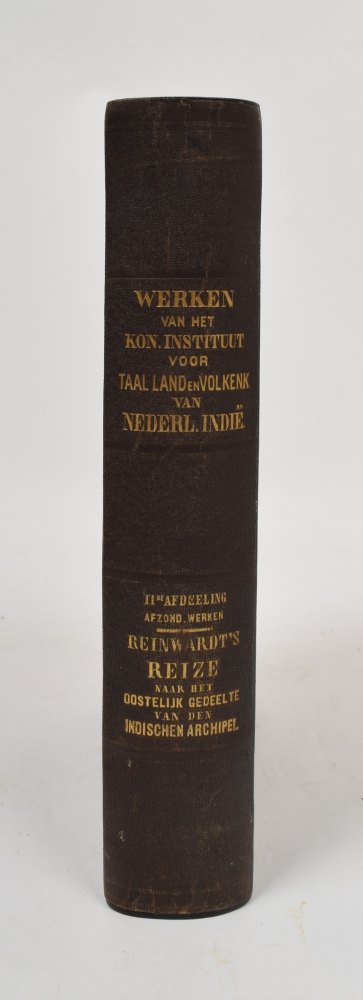 WERKEN
VAN HET
KON. INSTITUUT
VOOR
TAAL LAND EN VOLKENK
VAN
NEDERL. INDIË.
IIDE AFDEELING
AFZOND. WERKEN
REINWARDT'S
REIZE
NAAR HET
OOSTELIJK GEDEELTE
VAN DEN
INDISCHEN ARCHIPEL.